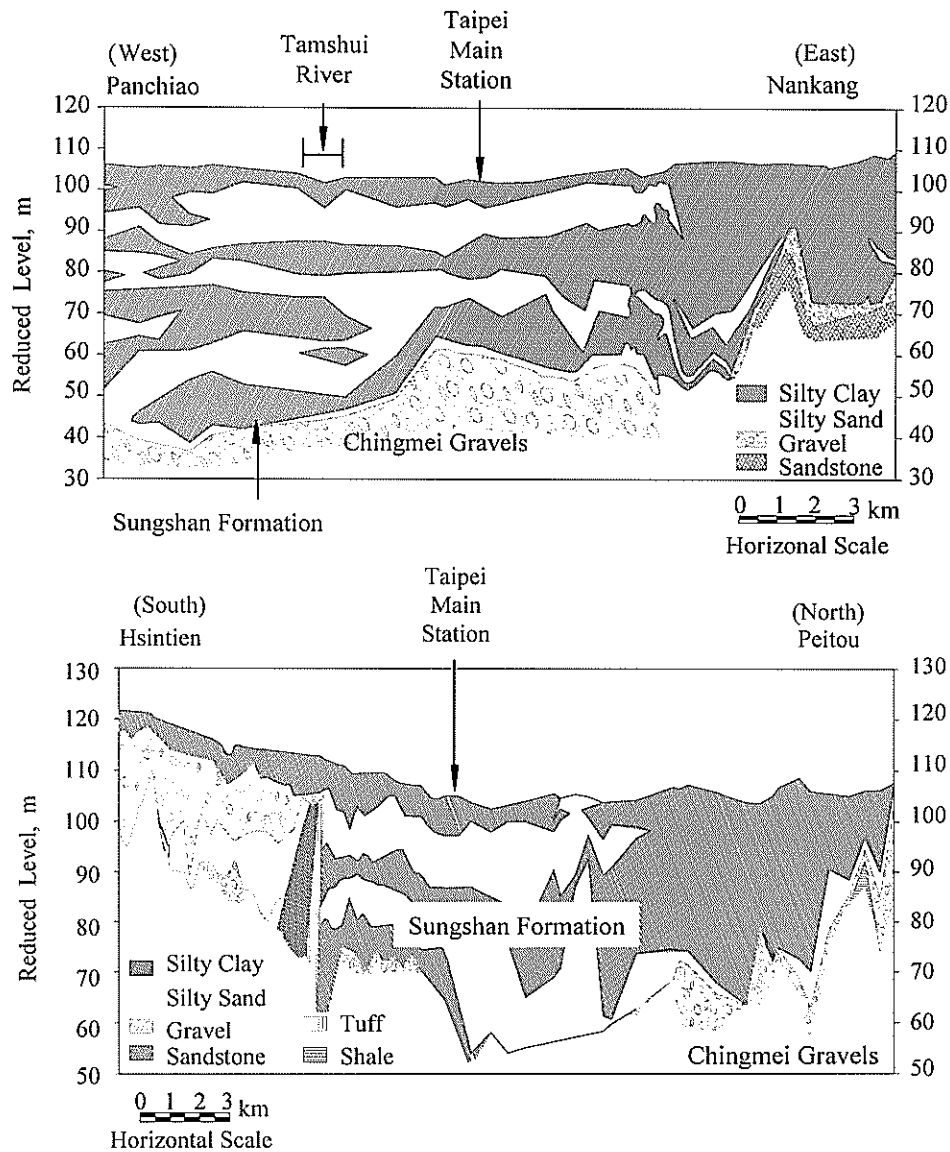 (West)
Panchiao
Tamshui
River
Taipei
Main
Station
(East)
Nankang
120
110
100
90
80
70
60
50
40
30
Reduced Level, m
120
110
100
90
80
70
60
50
40
30
Chingmei Gravels
Silty Clay
Silty Sand
Gravel
Sandstone
Sungshan Formation
0 1 2 3 km
Horizonal Scale
(South)
Hsintien
Taipei
Main
Station
(North)
Peitou
130
120
110
100
90
80
70
60
50
Reduced Level, m
130
120
110
100
90
80
70
60
50
Sungshan Formation
Silty Clay
Silty Sand
Gravel
Sandstone
Tuff
Shale
Chingmei Gravels
0 1 2 3 km
Horizontal Scale